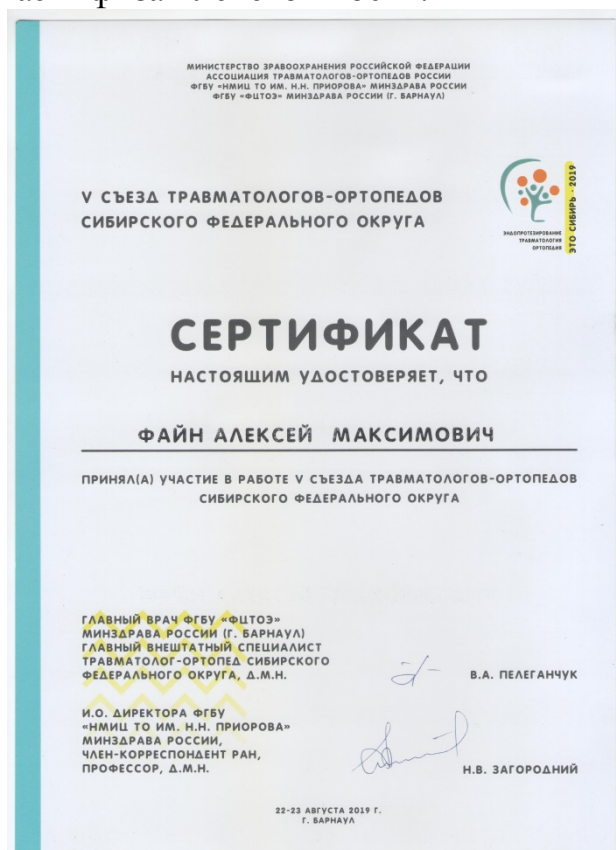 МИНИСТЕРСТВО ЗРАВООХРАНЕНИЯ РОССИЙСКОЙ ФЕДЕРАЦИИ
АССОЦИАЦИЯ ТРАВМАТОЛОГОВ-ОРТОПЕДОВ РОССИИ
ФГБУ «НМИЦ ТО ИМ. Н.Н. ПРИОРОВА» МИНЗДРАВА РОССИИ
ФГБУ «ФЦТОЭ» МИНЗДРАВА РОССИИ (Г. БАРНАУЛ)
V СЪЕЗД ТРАВМАТОЛОГОВ-ОРТОПЕДОВ
СИБИРСКОГО ФЕДЕРАЛЬНОГО ОКРУГА
ЭНДОПРОТЕЗИРОВАНИЕ
ТРАВМАТОЛОГИЯ
ОРТОПЕДИЯ
ЭТО СИБИРЬ - 2019
СЕРТИФИКАТ
НАСТОЯЩИМ УДОСТОВЕРЯЕТ, ЧТО
ФАЙН АЛЕКСЕЙ МАКСИМОВИЧ
ПРИНЯЛ(А) УЧАСТИЕ В РАБОТЕ V СЪЕЗДА ТРАВМАТОЛОГОВ-ОРТОПЕДОВ
СИБИРСКОГО ФЕДЕРАЛЬНОГО ОКРУГА
ГЛАВНЫЙ ВРАЧ ФГБУ «ФЦТОЭ»
МИНЗДРАВА РОССИИ (Г. БАРНАУЛ)
ГЛАВНЫЙ ВНЕШТАТНЫЙ СПЕЦИАЛИСТ
ТРАВМАТОЛОГ-ОРТОПЕД СИБИРСКОГО
ФЕДЕРАЛЬНОГО ОКРУГА, Д.М.Н.
В.А. ПЕЛЕГАНЧУК
И.О. ДИРЕКТОРА ФГБУ
«НМИЦ ТО ИМ. Н.Н. ПРИОРОВА»
МИНЗДРАВА РОССИИ,
ЧЛЕН-КОРРЕСПОНДЕНТ РАН,
ПРОФЕССОР, Д.М.Н.
Н.В. ЗАГОРОДНИЙ
22-23 АВГУСТА 2019 Г.
Г. БАРНАУЛ